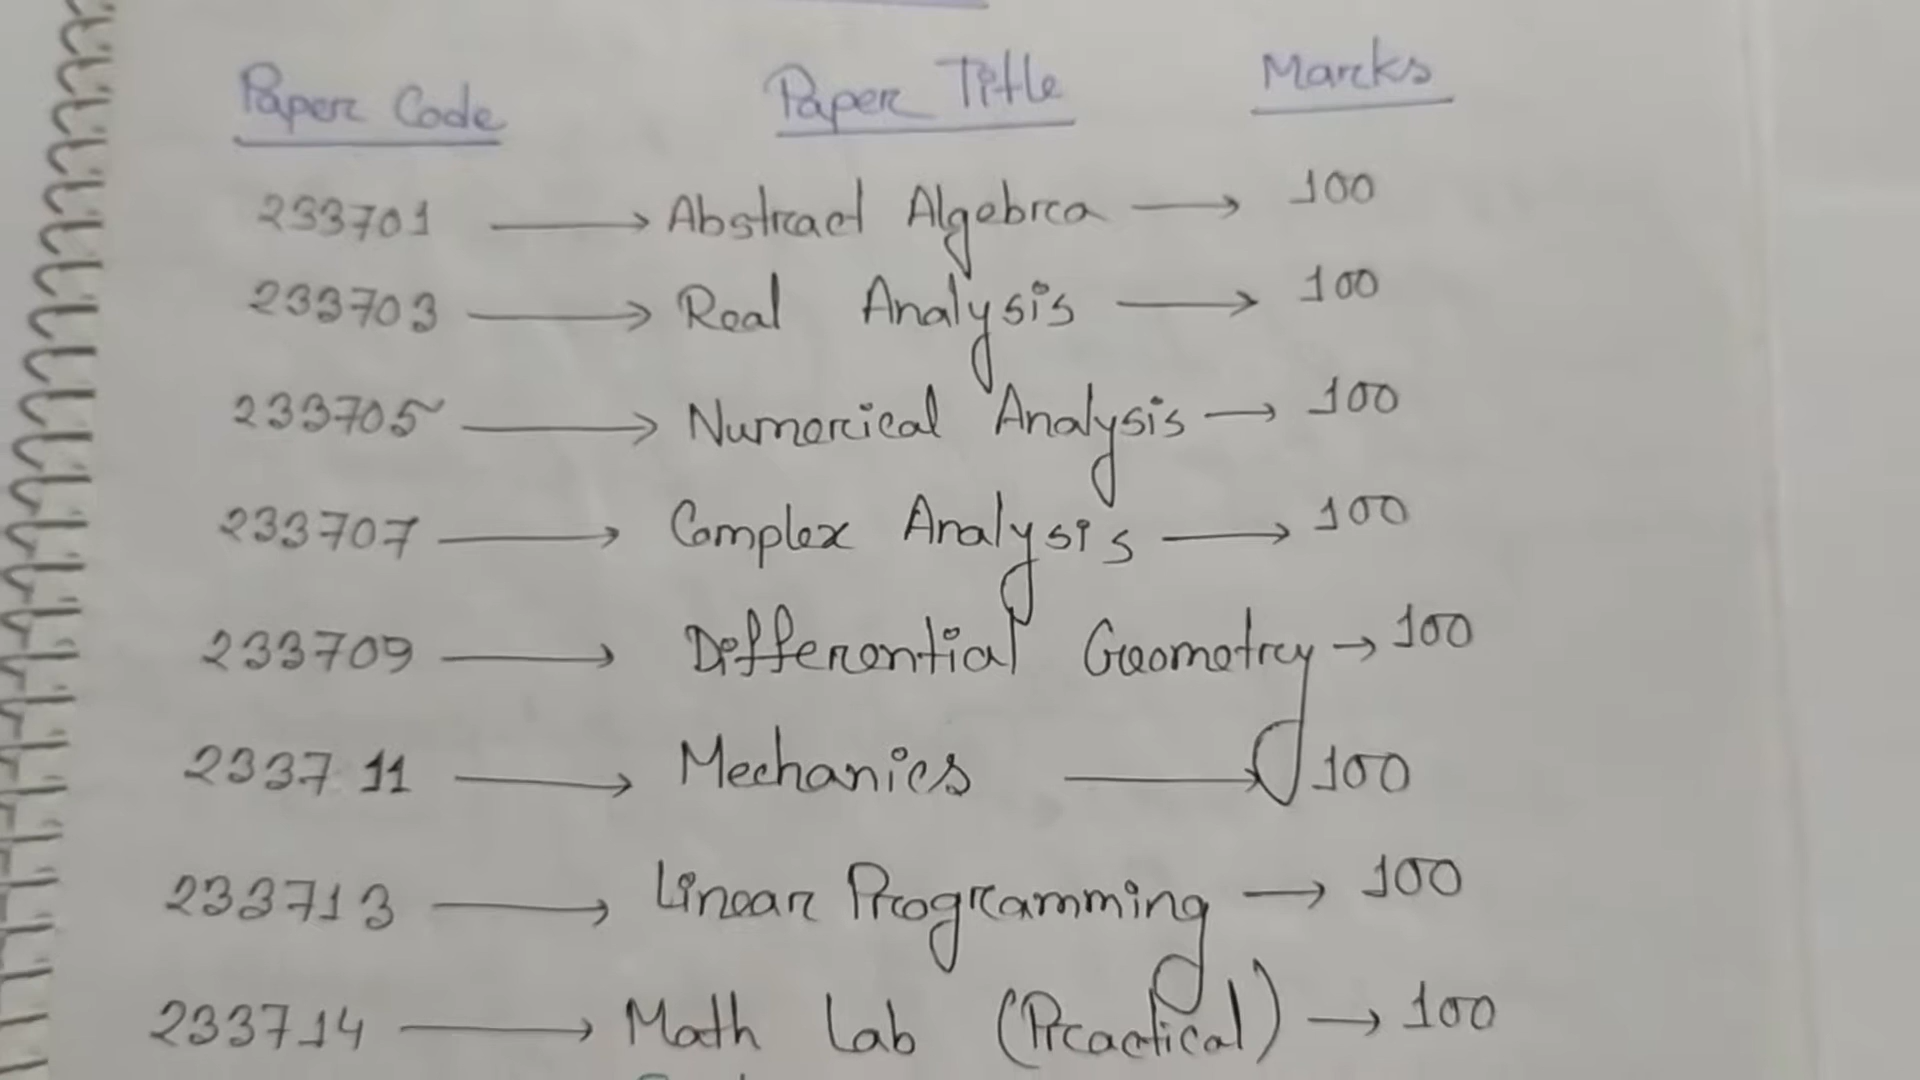 Paper Code Paper Title Marks
233701 → Abstract Algebra → 100
233703 → Real Analysis → 100
233705 → Numerical Analysis → 100
233707 → Complex Analysis → 100
233709 → Differential Geometry → 100
233711 → Mechanics → 100
233713 → Linear Programming → 100
233714 → Math Lab (Practical) → 100